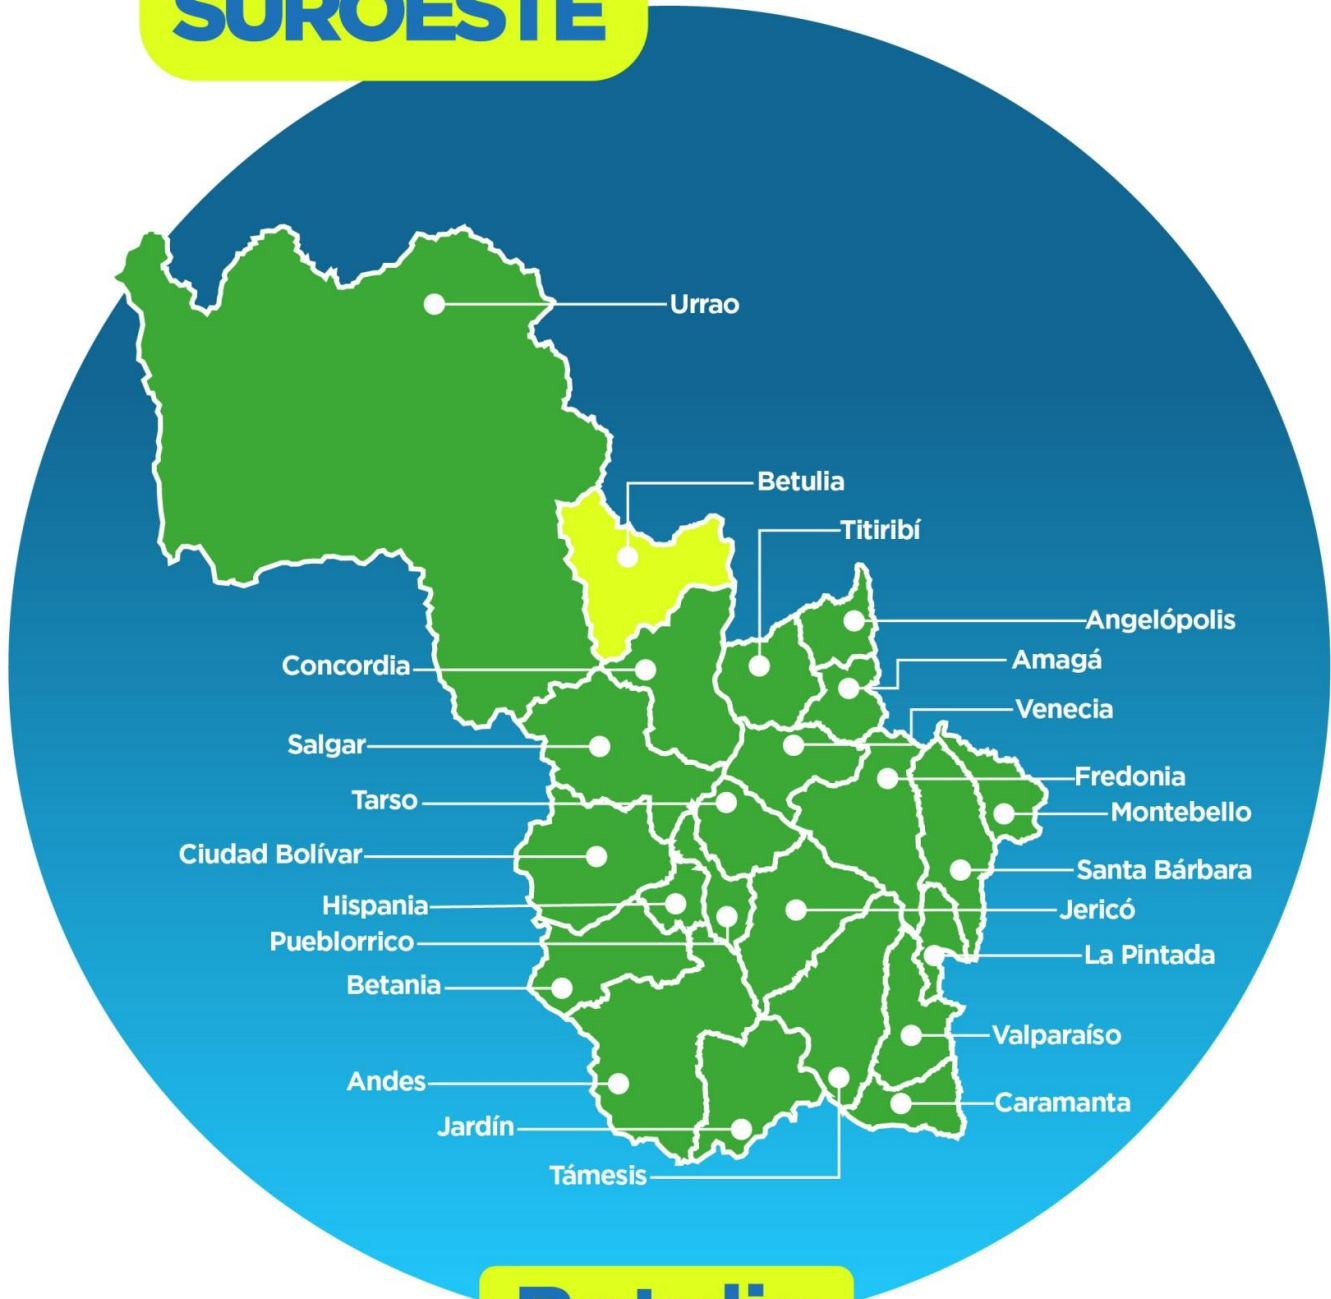 SUROESTE
Urrao
Betulia
Titiribí
Angelópolis
Amagá
Concordia
Venecia
Salgar
Fredonia
Tarso
Montebello
Ciudad Bolívar
Santa Bárbara
Hispania
Jericó
Pueblorrico
La Pintada
Betania
Valparaíso
Andes
Caramanta
Jardín
Támesis
Betulia